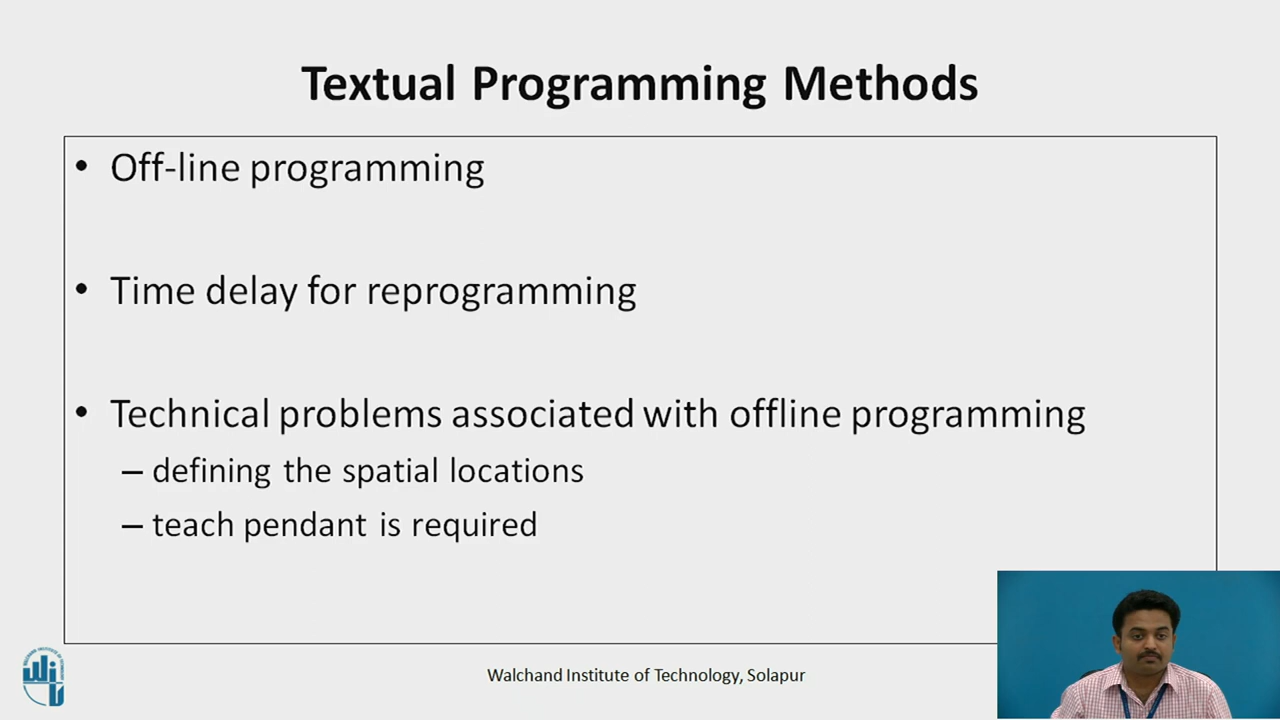 Textual Programming Methods
• Off-line programming
• Time delay for reprogramming
• Technical problems associated with offline programming
– defining the spatial locations
– teach pendant is required
Walchand Institute of Technology, Solapur